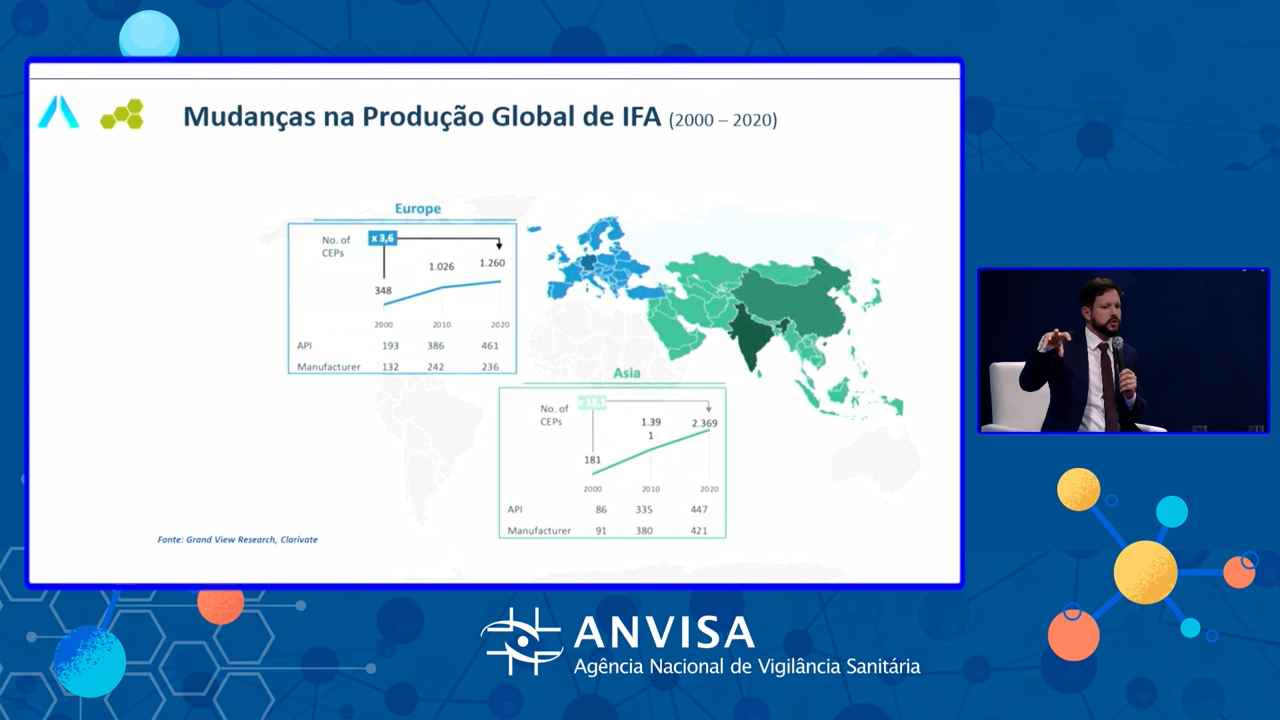 Mudanças na Produção Global de IFA (2000 – 2020)
Europe
No. of
CEPs
x 3,6
348
1.026
1.260
2000 2010 2020
API 193 386 461
Manufacturer 132 242 236
Asia
No. of
CEPs
181
1.39
1
2.369
2000 2010 2020
API 86 335 447
Manufacturer 91 380 421
Fonte: Grand View Research, Clarivate
ANVISA
Agência Nacional de Vigilância Sanitária